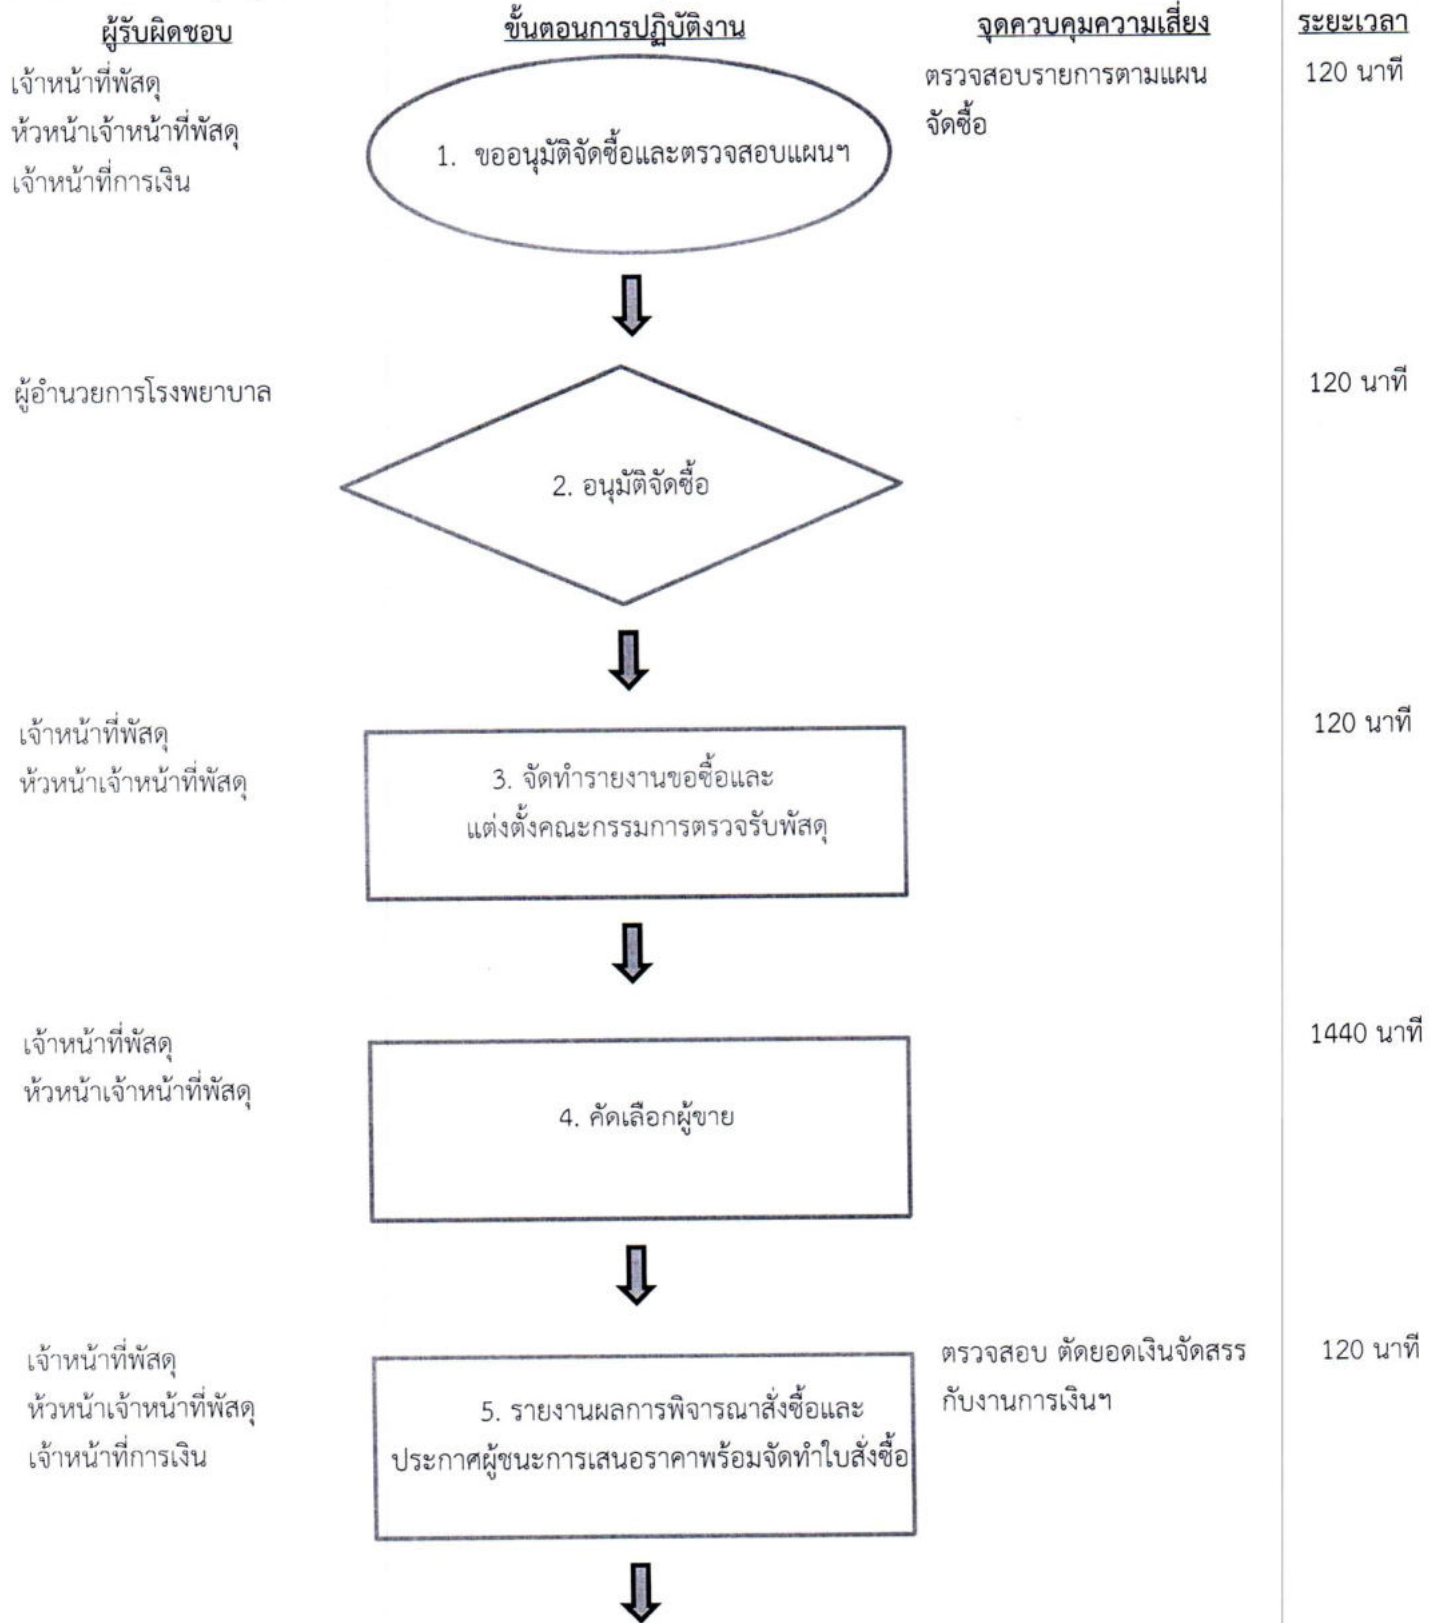 ผู้รับผิดชอบ
ขั้นตอนการปฏิบัติงาน
จุดควบคุมความเสี่ยง
ระยะเวลา
เจ้าหน้าที่พัสดุ
หัวหน้าเจ้าหน้าที่พัสดุ
เจ้าหน้าที่การเงิน
1. ขออนุมัติจัดซื้อและตรวจสอบแผนฯ
ตรวจสอบรายการตามแผน
จัดซื้อ
120 นาที
ผู้อำนวยการโรงพยาบาล
2. อนุมัติจัดซื้อ
120 นาที
เจ้าหน้าที่พัสดุ
หัวหน้าเจ้าหน้าที่พัสดุ
3. จัดทำรายงานขอซื้อและ
แต่งตั้งคณะกรรมการตรวจรับพัสดุ
120 นาที
เจ้าหน้าที่พัสดุ
หัวหน้าเจ้าหน้าที่พัสดุ
4. คัดเลือกผู้ขาย
1440 นาที
เจ้าหน้าที่พัสดุ
หัวหน้าเจ้าหน้าที่พัสดุ
เจ้าหน้าที่การเงิน
5. รายงานผลการพิจารณาสั่งซื้อและ
ประกาศผู้ชนะการเสนอราคาพร้อมจัดทำใบสั่งซื้อ
ตรวจสอบ ตัดยอดเงินจัดสรร
กับงานการเงินฯ
120 นาที